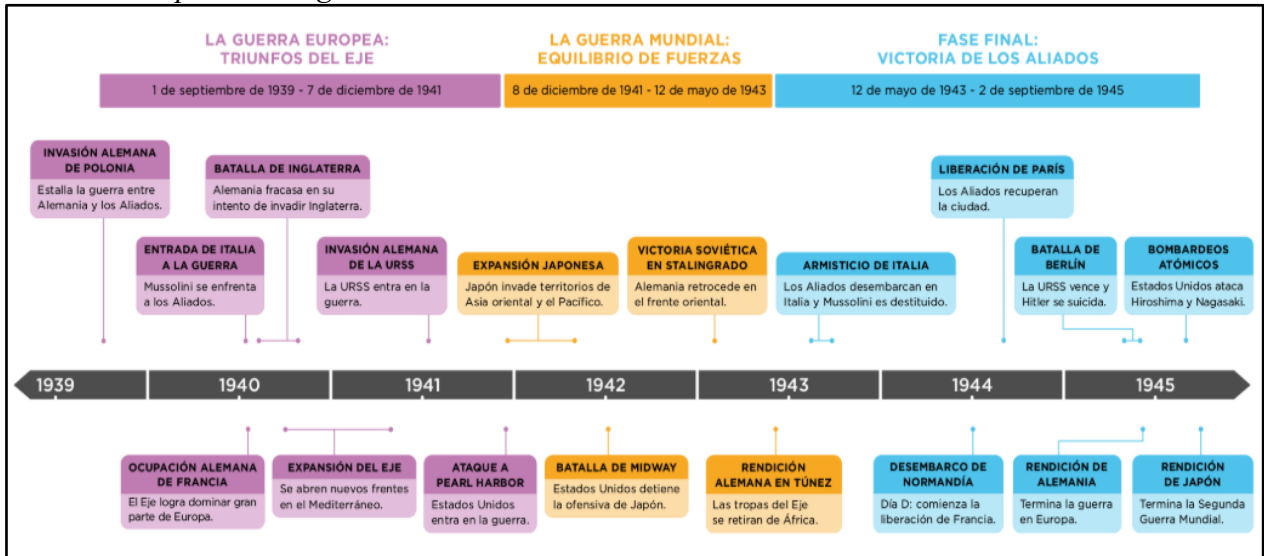 LA GUERRA EUROPEA:
TRIUNFOS DEL EJE
1 de septiembre de 1939 - 7 de diciembre de 1941
LA GUERRA MUNDIAL:
EQUILIBRIO DE FUERZAS
8 de diciembre de 1941 - 12 de mayo de 1943
FASE FINAL:
VICTORIA DE LOS ALIADOS
12 de mayo de 1943 - 2 de septiembre de 1945
INVASIÓN ALEMANA
DE POLONIA
Estalla la guerra entre
Alemania y los Aliados.
BATALLA DE INGLATERRA
Alemania fracasa en su
intento de invadir Inglaterra.
LIBERACIÓN DE PARÍS
Los Aliados recuperan
la ciudad.
ENTRADA DE ITALIA
A LA GUERRA
Mussolini se enfrenta
a los Aliados.
INVASIÓN ALEMANA
DE LA URSS
La URSS entra en la
guerra.
EXPANSIÓN JAPONESA
Japón invade territorios de
Asia oriental y el Pacífico.
VICTORIA SOVIÉTICA
EN STALINGRADO
Alemania retrocede en
el frente oriental.
ARMISTICIO DE ITALIA
Los Aliados desembarcan en
Italia y Mussolini es destituido.
BATALLA DE
BERLÍN
La URSS vence y
Hitler se suicida.
BOMBARDEOS
ATÓMICOS
Estados Unidos ataca
Hiroshima y Nagasaki.
1939
1940
1941
1942
1943
1944
1945
OCUPACIÓN ALEMANA
DE FRANCIA
El Eje logra dominar gran
parte de Europa.
EXPANSIÓN DEL EJE
Se abren nuevos frentes
en el Mediterráneo.
ATAQUE A
PEARL HARBOR
Estados Unidos
entra en la guerra.
BATALLA DE MIDWAY
Estados Unidos detiene
la ofensiva de Japón.
RENDICIÓN
ALEMANA EN TÚNEZ
Las tropas del Eje
se retiran de África.
DESEMBARCO DE
NORMANDÍA
Día D: comienza la
liberación de Francia.
RENDICIÓN DE
ALEMANIA
Termina la guerra
en Europa.
RENDICIÓN
DE JAPÓN
Termina la Segunda
Guerra Mundial.